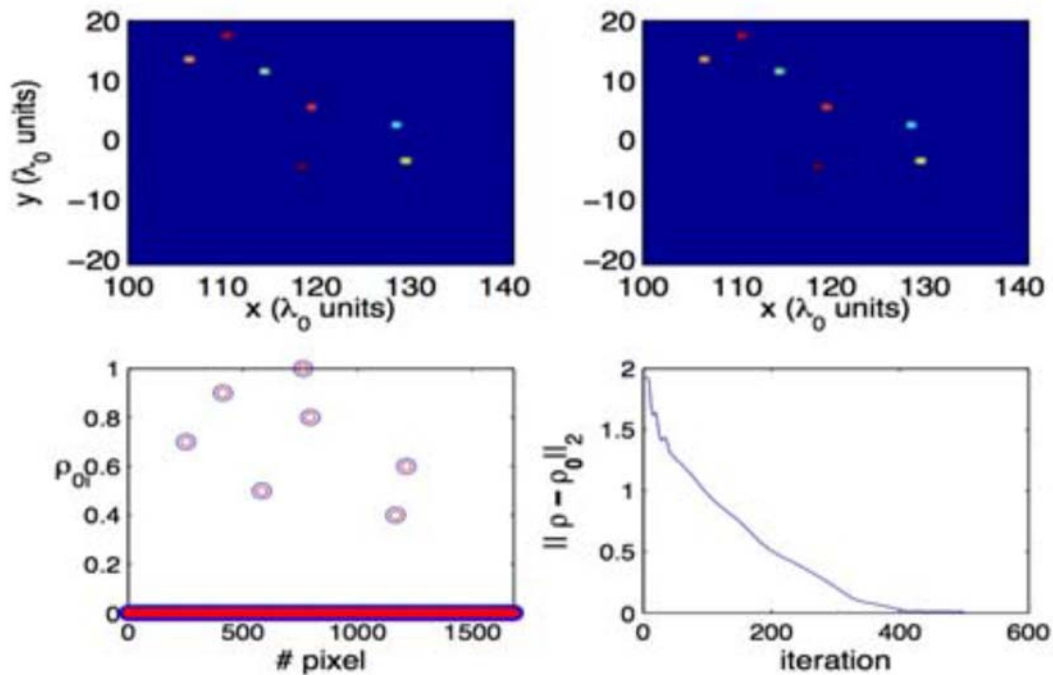 20
10
0
−10
−20
y (λ₀ units)
100 110 120 130 140
x (λ₀ units)
20
10
0
−10
−20
100 110 120 130 140
x (λ₀ units)
1
0.8
0.6
0.4
0.2
0
ρ₀ᵢ
0 500 1000 1500
# pixel
2
1.5
1
0.5
0
|| ρ − ρ₀||₂
0 200 400 600
iteration